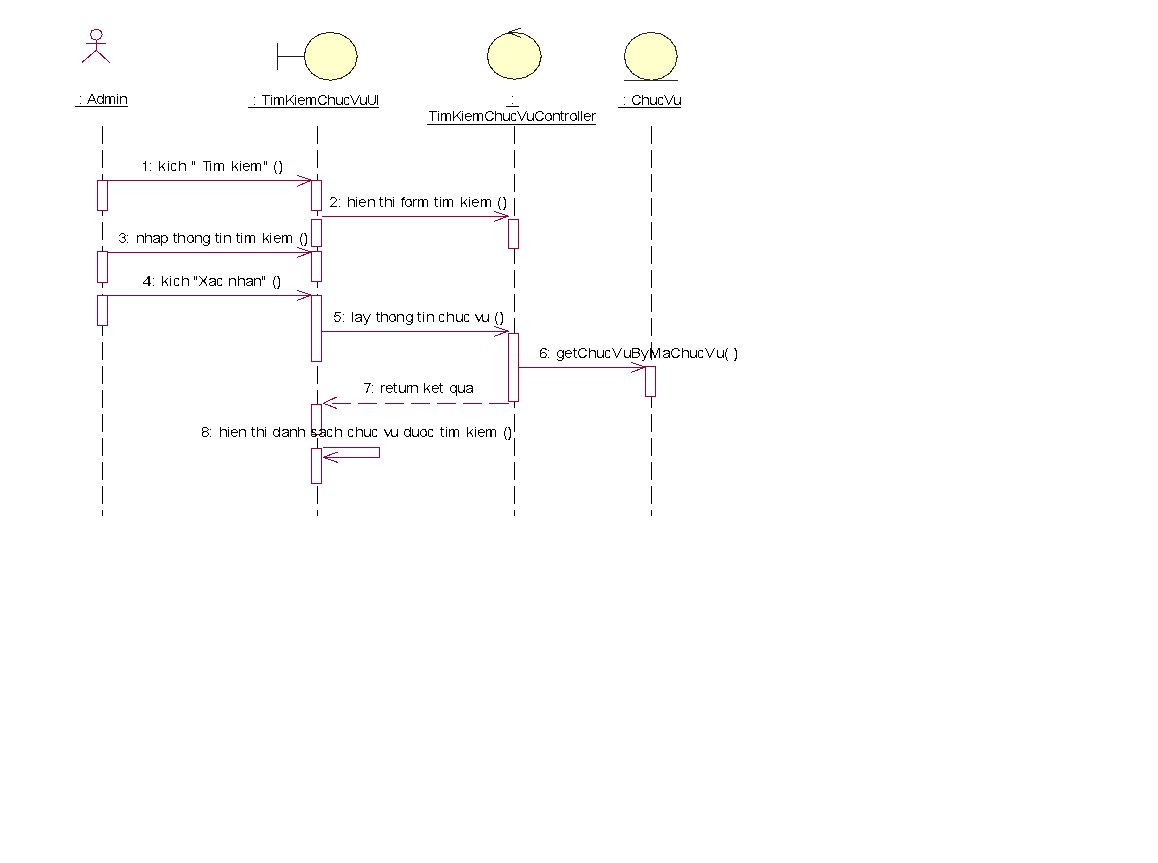 : Admin
: TimKiemChucVuUI
:
TimKiemChucVuController
: ChucVu
1: kich " Tim kiem" ()
2: hien thi form tim kiem ()
3: nhap thong tin tim kiem ()
4: kich "Xac nhan" ()
5: lay thong tin chuc vu ()
6: getChucVuByMaChucVu( )
7: return ket qua
8: hien thi danh sach chuc vu duoc tim kiem ()